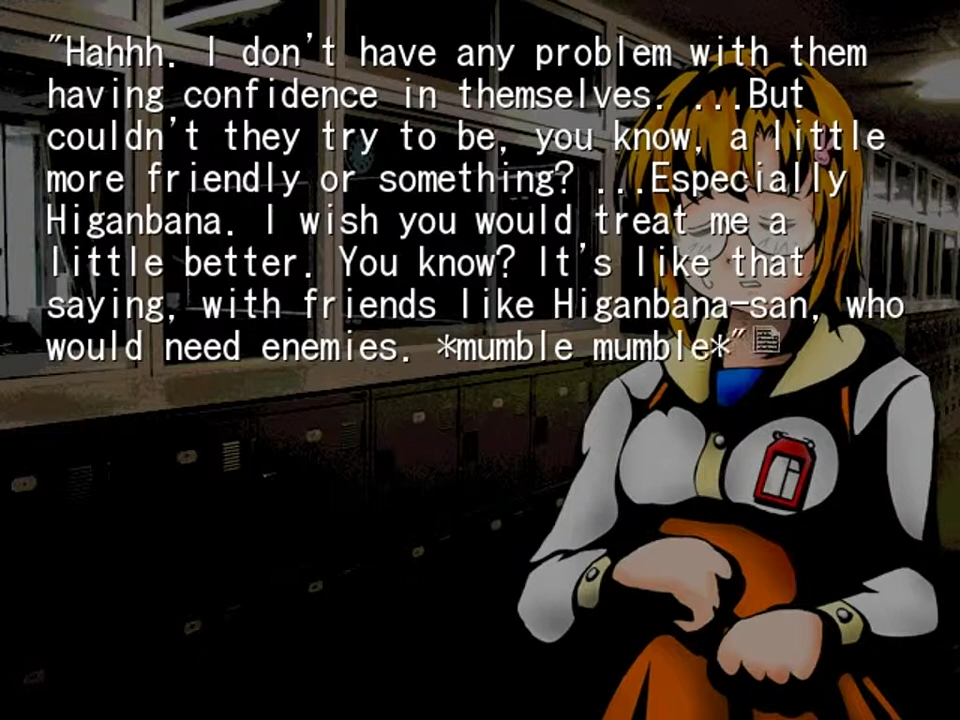 "Hahhh. I don't have any problem with them
having confidence in themselves. ...But
couldn't they try to be, you know, a little
more friendly or something? ...Especially
Higanbana. I wish you would treat me a
little better. You know? It's like that
saying, with friends like Higanbana-san, who
would need enemies. *mumble mumble*"